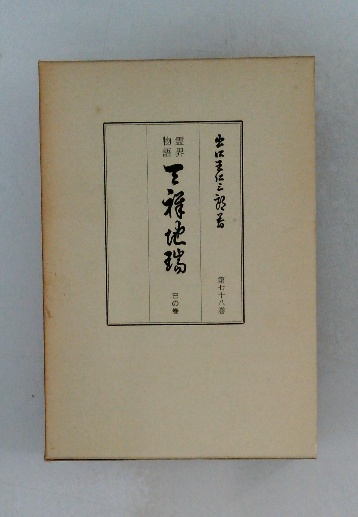 出口王仁三郎著
第七十八巻
霊界
物語
天祥地瑞
巳の巻